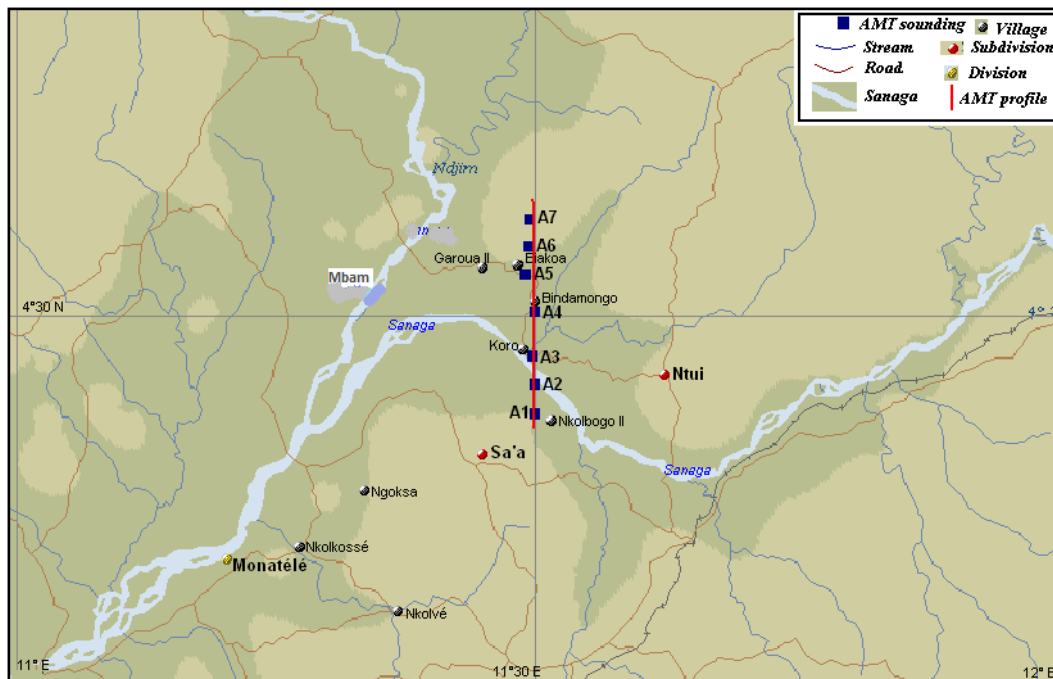 AMT sounding
Village
Stream
Subdivision
Road
Division
Sanaga
AMT profile
Ndjim
A7
A6
Garoua II
Biakoa
A5
Mbam
Bindamongo
4°30 N
A4
Sanaga
Koro
A3
Ntui
A2
A1
Nkolbogo II
Sa'a
Sanaga
Ngoksa
Nkolkossé
Monatélé
Nkolvé
11° E
11°30 E
12° E